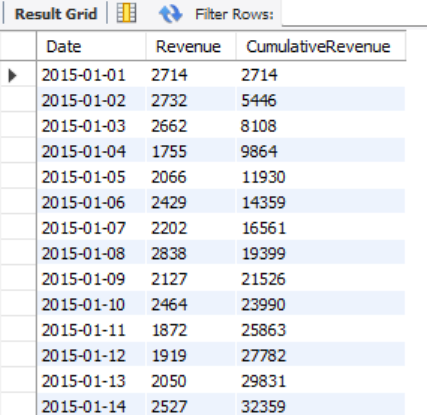 Result Grid Filter Rows:
Date Revenue CumulativeRevenue
2015-01-01 2714 2714
2015-01-02 2732 5446
2015-01-03 2662 8108
2015-01-04 1755 9864
2015-01-05 2066 11930
2015-01-06 2429 14359
2015-01-07 2202 16561
2015-01-08 2838 19399
2015-01-09 2127 21526
2015-01-10 2464 23990
2015-01-11 1872 25863
2015-01-12 1919 27782
2015-01-13 2050 29831
2015-01-14 2527 32359